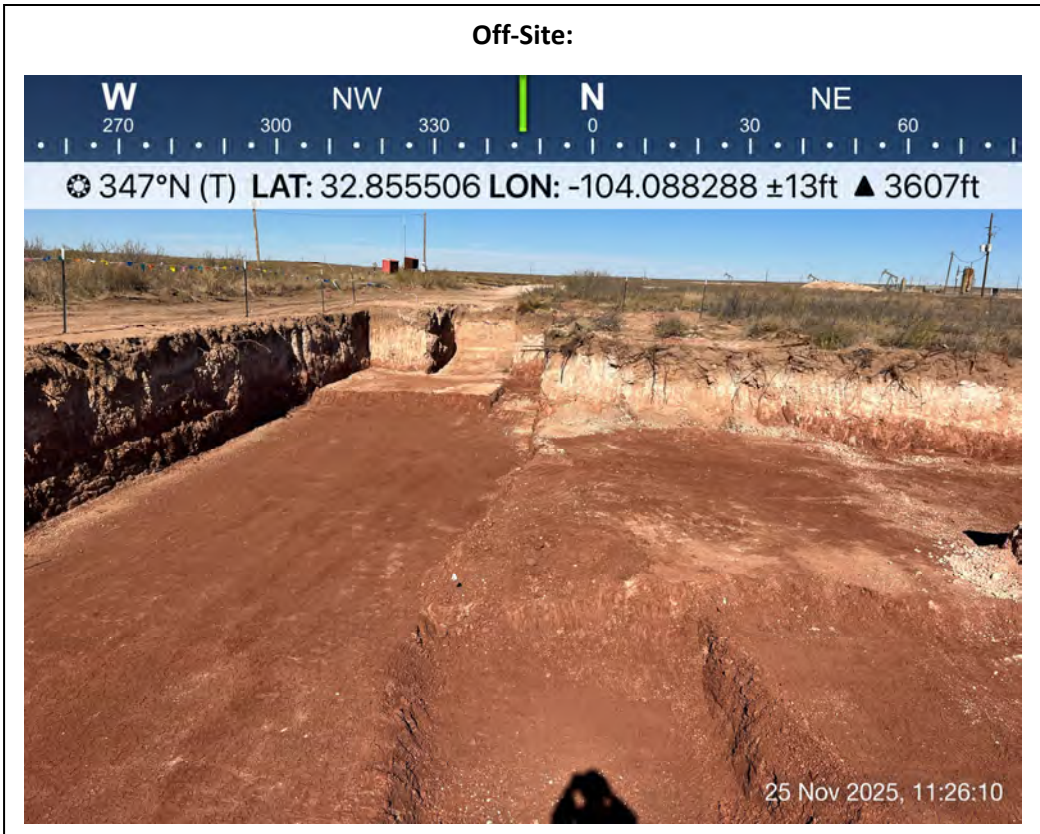 Off-Site:
W NW N NE
270 300 330 0 30 60
347°N (T) LAT: 32.855506 LON: -104.088288 ±13ft ▲ 3607ft
25 Nov 2025, 11:26:10